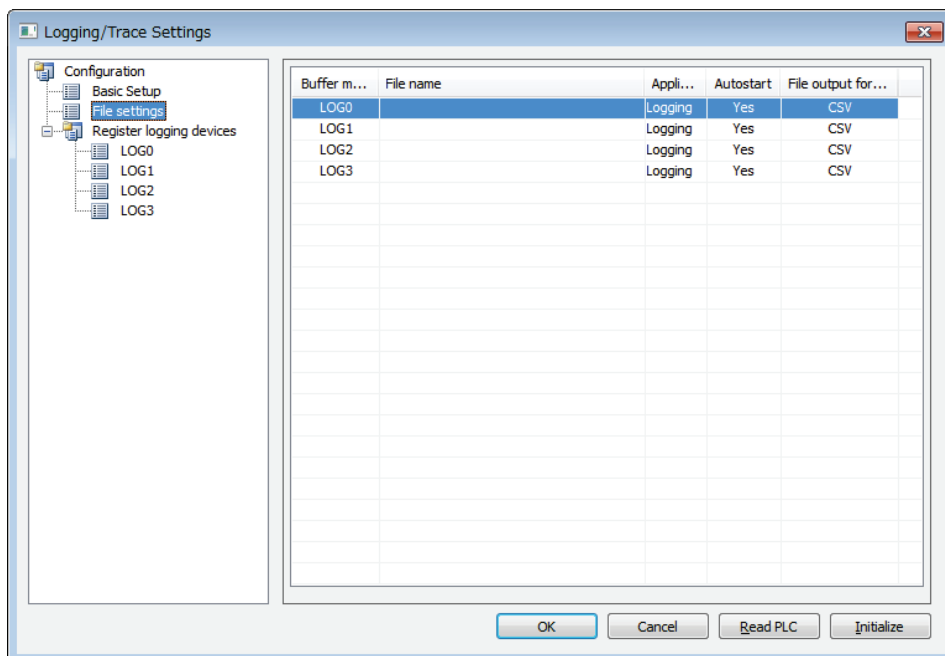 Logging/Trace Settings
Configuration
Basic Setup
File settings
Register logging devices
LOG0
LOG1
LOG2
LOG3
Buffer m... File name Appli... Autostart File output for...
LOG0 Logging Yes CSV
LOG1 Logging Yes CSV
LOG2 Logging Yes CSV
LOG3 Logging Yes CSV
OK Cancel Read PLC Initialize